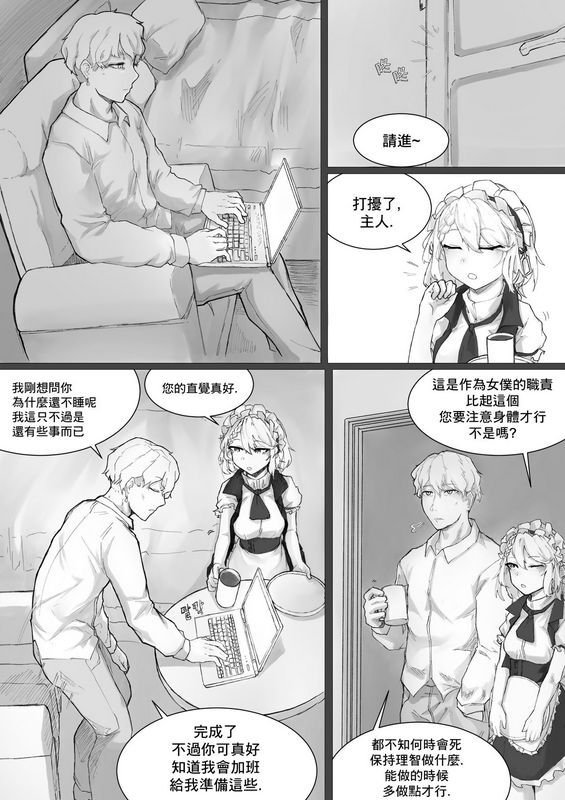 咚
咚
請進~
打擾了,
主人.
我剛想問你
為什麼還不睡呢
我這只不過是
還有些事而已
您的直覺真好.
달칵
完成了
不過你可真好
知道我會加班
給我準備這些.
這是作為女僕的職責
比起這個
您要注意身體才行
不是嗎?
都不知何時會死
保持理智做什麼.
能做的時候
多做點才行.